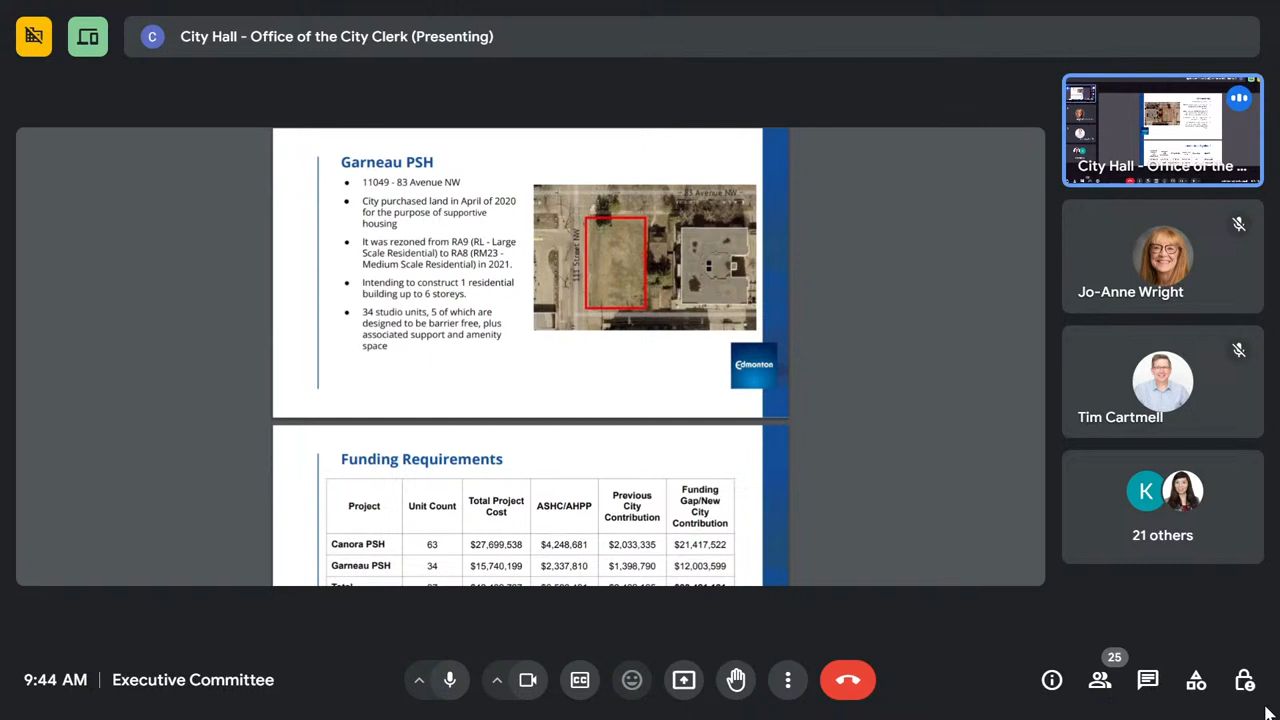 C
City Hall - Office of the City Clerk (Presenting)
Garneau PSH
11049 - 83 Avenue NW
City purchased land in April of 2020
for the purpose of supportive
housing
It was rezoned from RA9 (RL - Large
Scale Residential) to RA8 (RM23 -
Medium Scale Residential) in 2021.
Intending to construct 1 residential
building up to 6 storeys.
34 studio units, 5 of which are
designed to be barrier free, plus
associated support and amenity
space
83 Avenue NW
111 Street NW
Edmonton
Funding Requirements
Project Unit Count Total Project Cost ASHC/AHPP Previous City Contribution Funding Gap/New City Contribution
Canora PSH 63 $27,699,538 $4,248,681 $2,033,335 $21,417,522
Garneau PSH 34 $15,740,199 $2,337,810 $1,398,790 $12,003,599
City Hall - Office of the ...
Jo-Anne Wright
Tim Cartmell
K
21 others
9:44 AM Executive Committee
CC
25